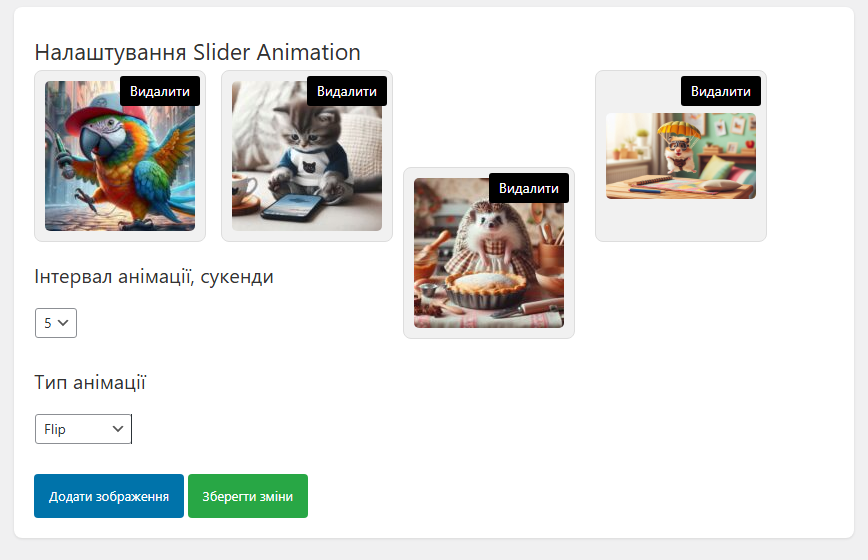 Налаштування Slider Animation
Видалити
Видалити
Видалити
Видалити
Інтервал анімації, сукенди
5
Тип анімації
Flip
Додати зображення
Зберегти зміни